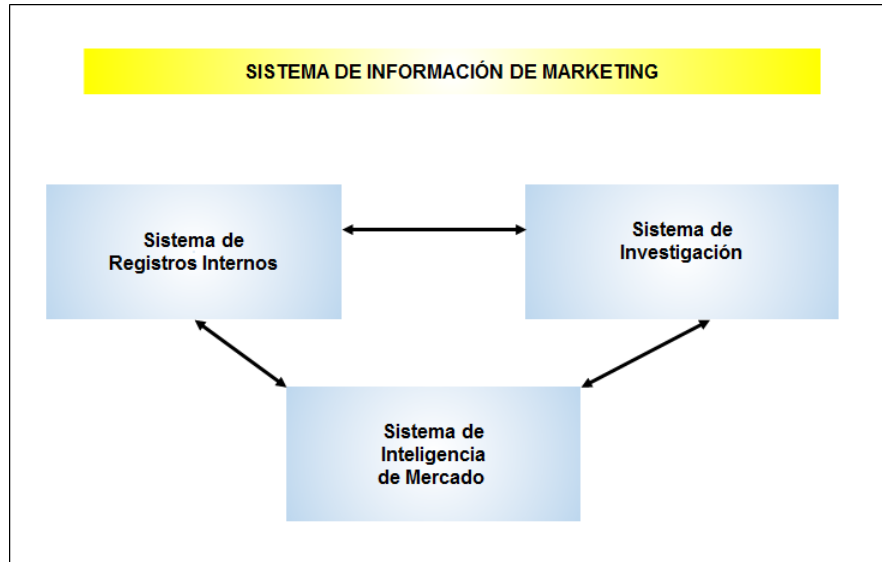 SISTEMA DE INFORMACIÓN DE MARKETING
Sistema de
Registros Internos
Sistema de
Investigación
Sistema de
Inteligencia
de Mercado